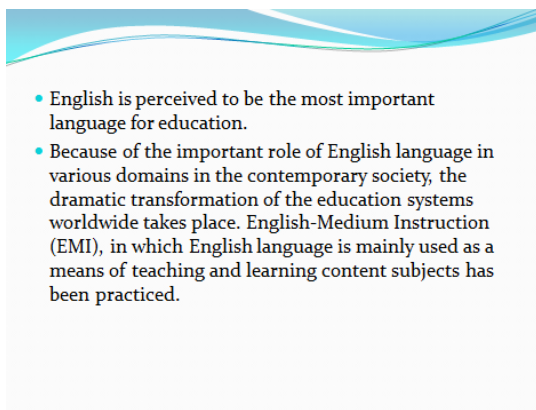 English is perceived to be the most important
language for education.
Because of the important role of English language in
various domains in the contemporary society, the
dramatic transformation of the education systems
worldwide takes place. English-Medium Instruction
(EMI), in which English language is mainly used as a
means of teaching and learning content subjects has
been practiced.